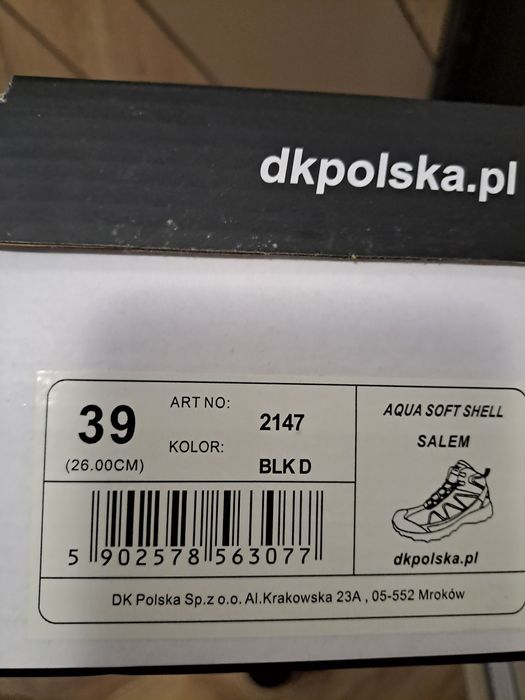 dkpolska.pl
39
(26.00CM)
ART NO:
2147
KOLOR:
BLK D
AQUA SOFT SHELL
SALEM
dkpolska.pl
5 902578 563077
DK Polska Sp.z o.o. Al.Krakowska 23A , 05-552 Mroków